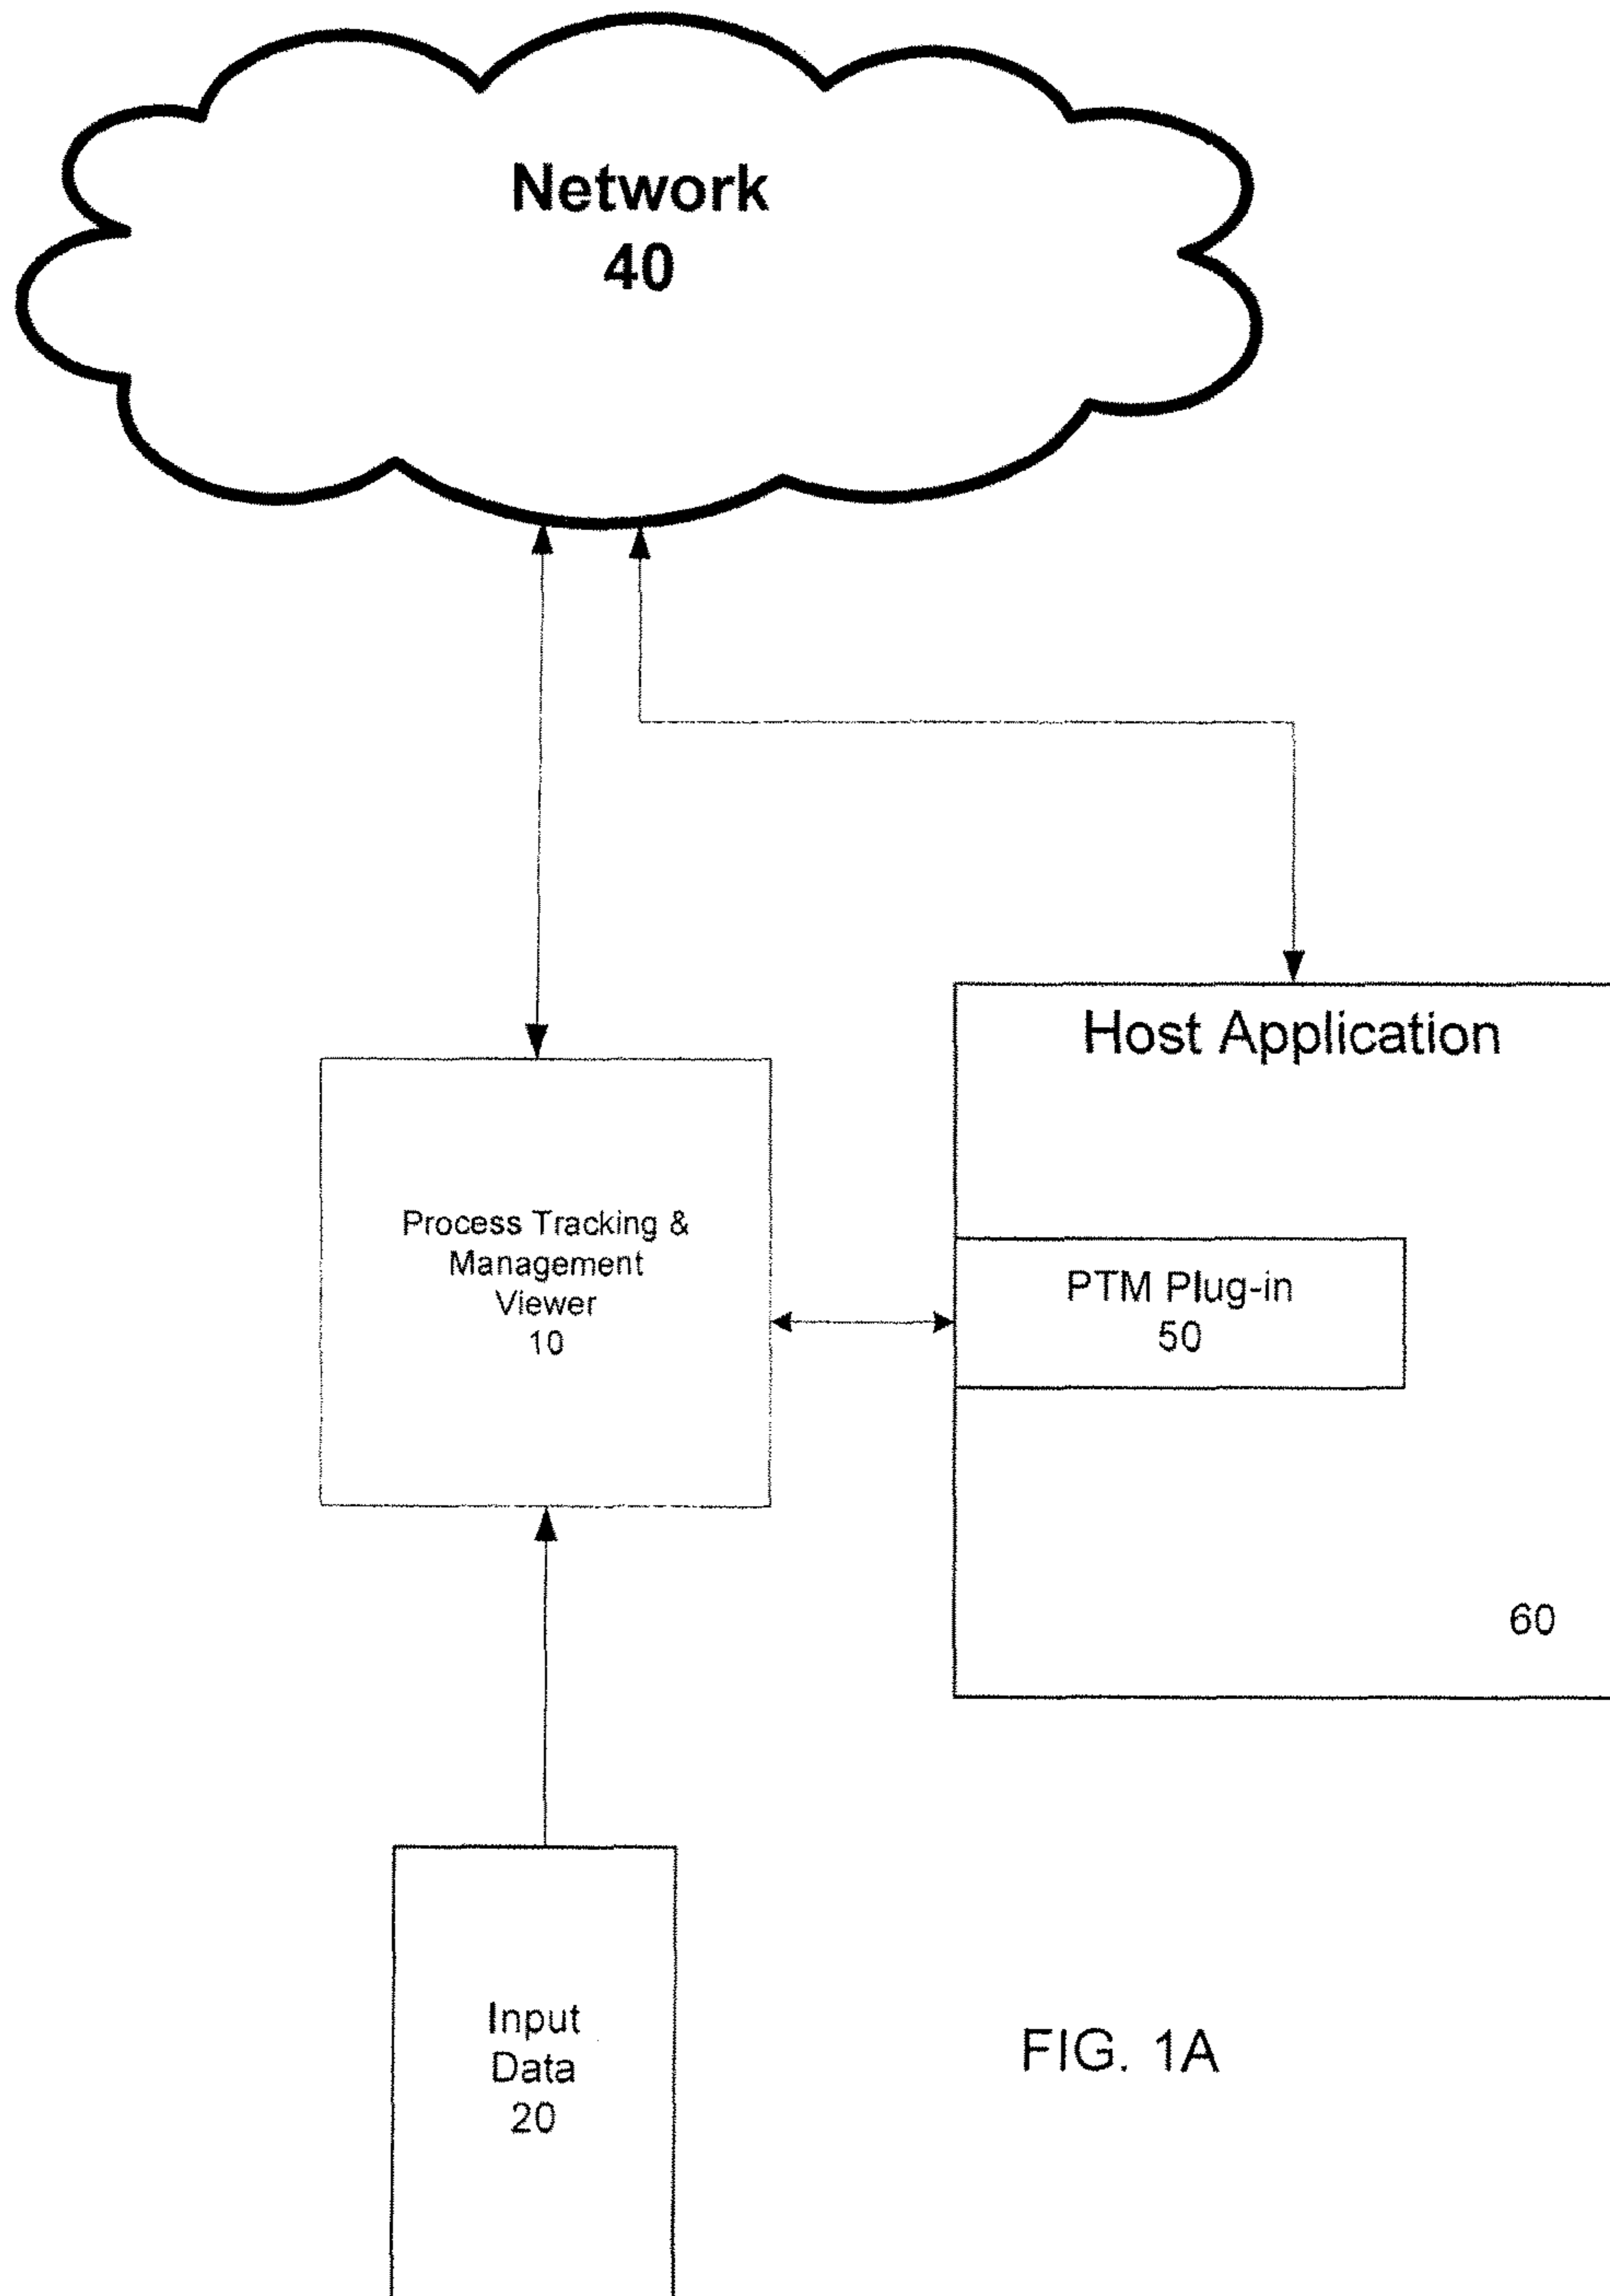 Network
40
Host Application
Process Tracking &
Management
Viewer
10
PTM Plug-in
50
60
Input
Data
20
FIG. 1A